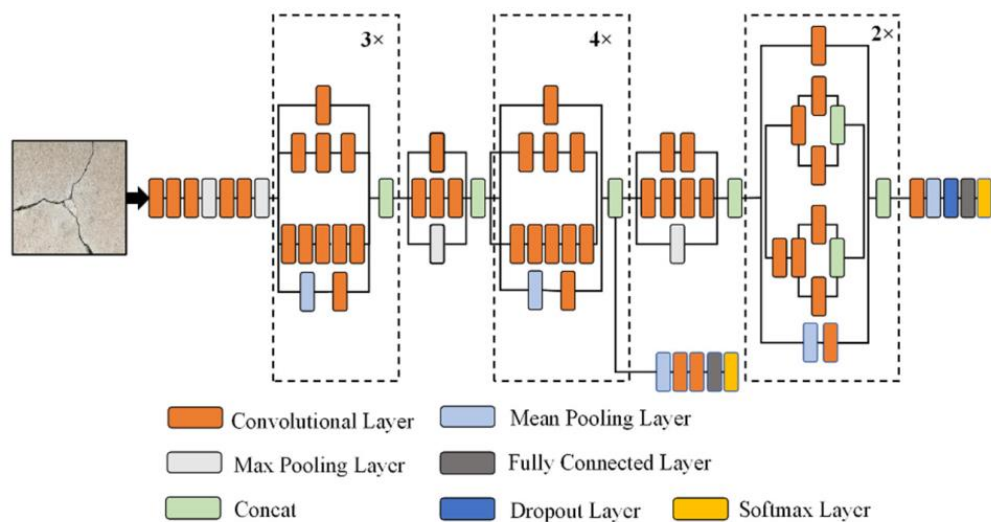 3×
4×
2×
Convolutional Layer
Mean Pooling Layer
Max Pooling Layer
Fully Connected Layer
Concat
Dropout Layer
Softmax Layer